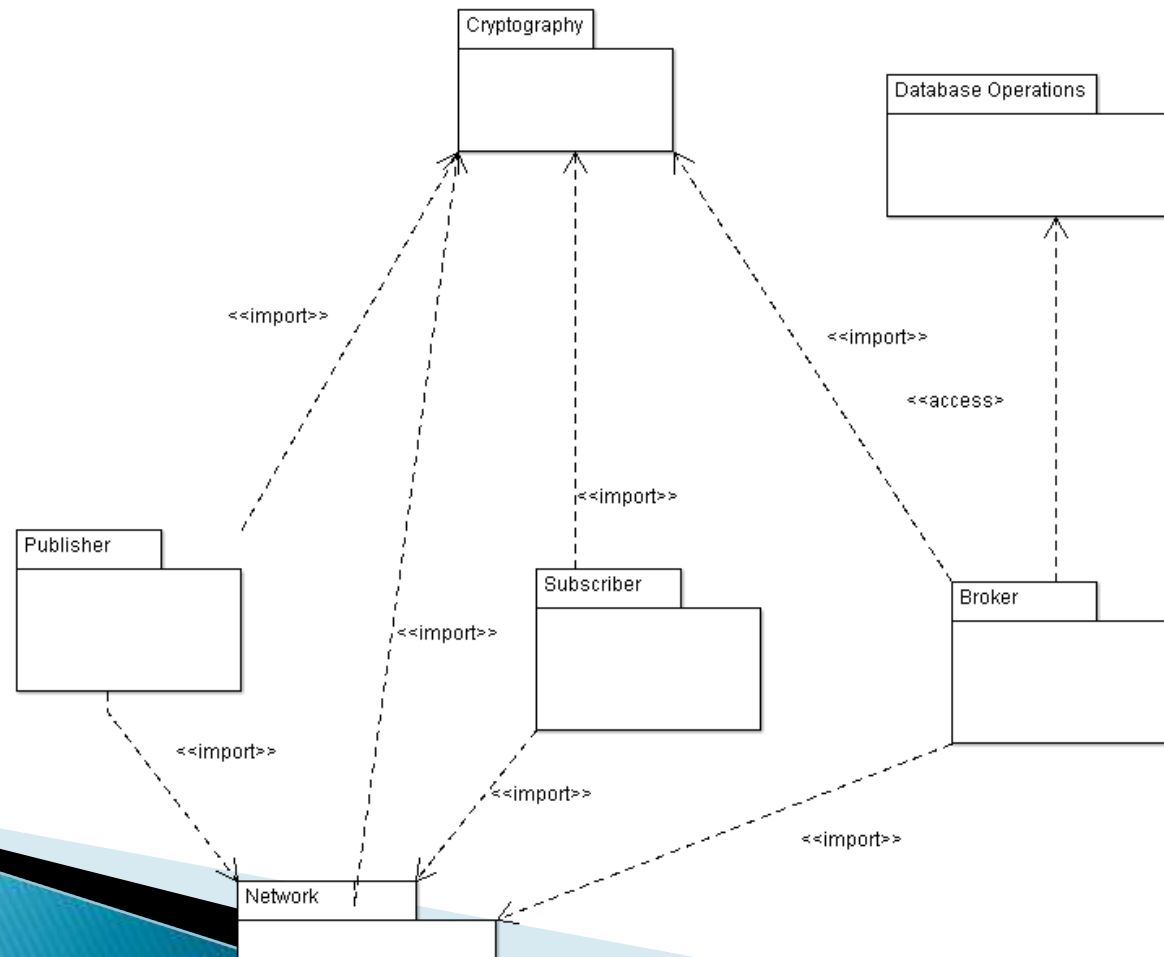 Cryptography
Database Operations
<<import>>
<<import>>
<<access>
<<import>>
Publisher
Subscriber
Broker
<<import>>
<<import>>
<<import>>
<<import>>
Network